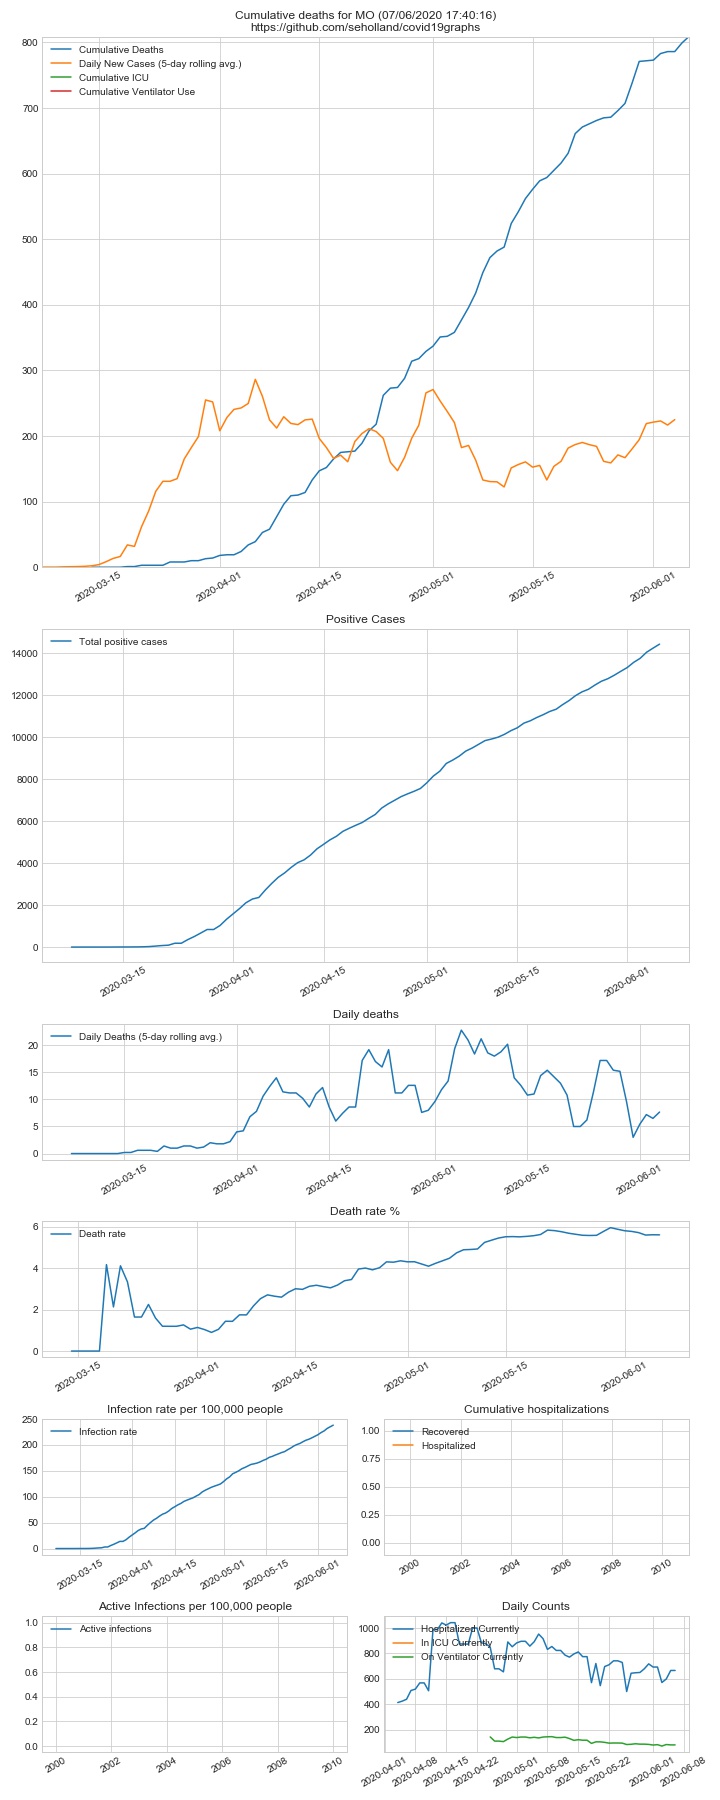 Cumulative deaths for MO (07/06/2020 17:40:16)
https://github.com/seholland/covid19graphs
Cumulative Deaths
Daily New Cases (5-day rolling avg.)
Cumulative ICU
Cumulative Ventilator Use
800
700
600
500
400
300
200
100
0
2020-03-15 2020-04-01 2020-04-15 2020-05-01 2020-05-15 2020-06-01
Positive Cases
Total positive cases
14000
12000
10000
8000
6000
4000
2000
0
2020-03-15 2020-04-01 2020-04-15 2020-05-01 2020-05-15 2020-06-01
Daily deaths
Daily Deaths (5-day rolling avg.)
20
15
10
5
0
2020-03-15 2020-04-01 2020-04-15 2020-05-01 2020-05-15 2020-06-01
Death rate %
Death rate
6
4
2
0
2020-03-15 2020-04-01 2020-04-15 2020-05-01 2020-05-15 2020-06-01
Infection rate per 100,000 people
Infection rate
250
200
150
100
50
0
2020-03-15 2020-04-01 2020-04-15 2020-05-01 2020-05-15 2020-06-01
Cumulative hospitalizations
Recovered
Hospitalized
1.00
0.75
0.50
0.25
0.00
2000 2002 2004 2006 2008 2010
Active Infections per 100,000 people
Active infections
1.0
0.8
0.6
0.4
0.2
0.0
2000 2002 2004 2006 2008 2010
Daily Counts
Hospitalized Currently
In ICU Currently
On Ventilator Currently
1000
800
600
400
200
2020-04-01 2020-04-08 2020-04-15 2020-04-22 2020-05-01 2020-05-08 2020-05-15 2020-05-22 2020-06-01 2020-06-08